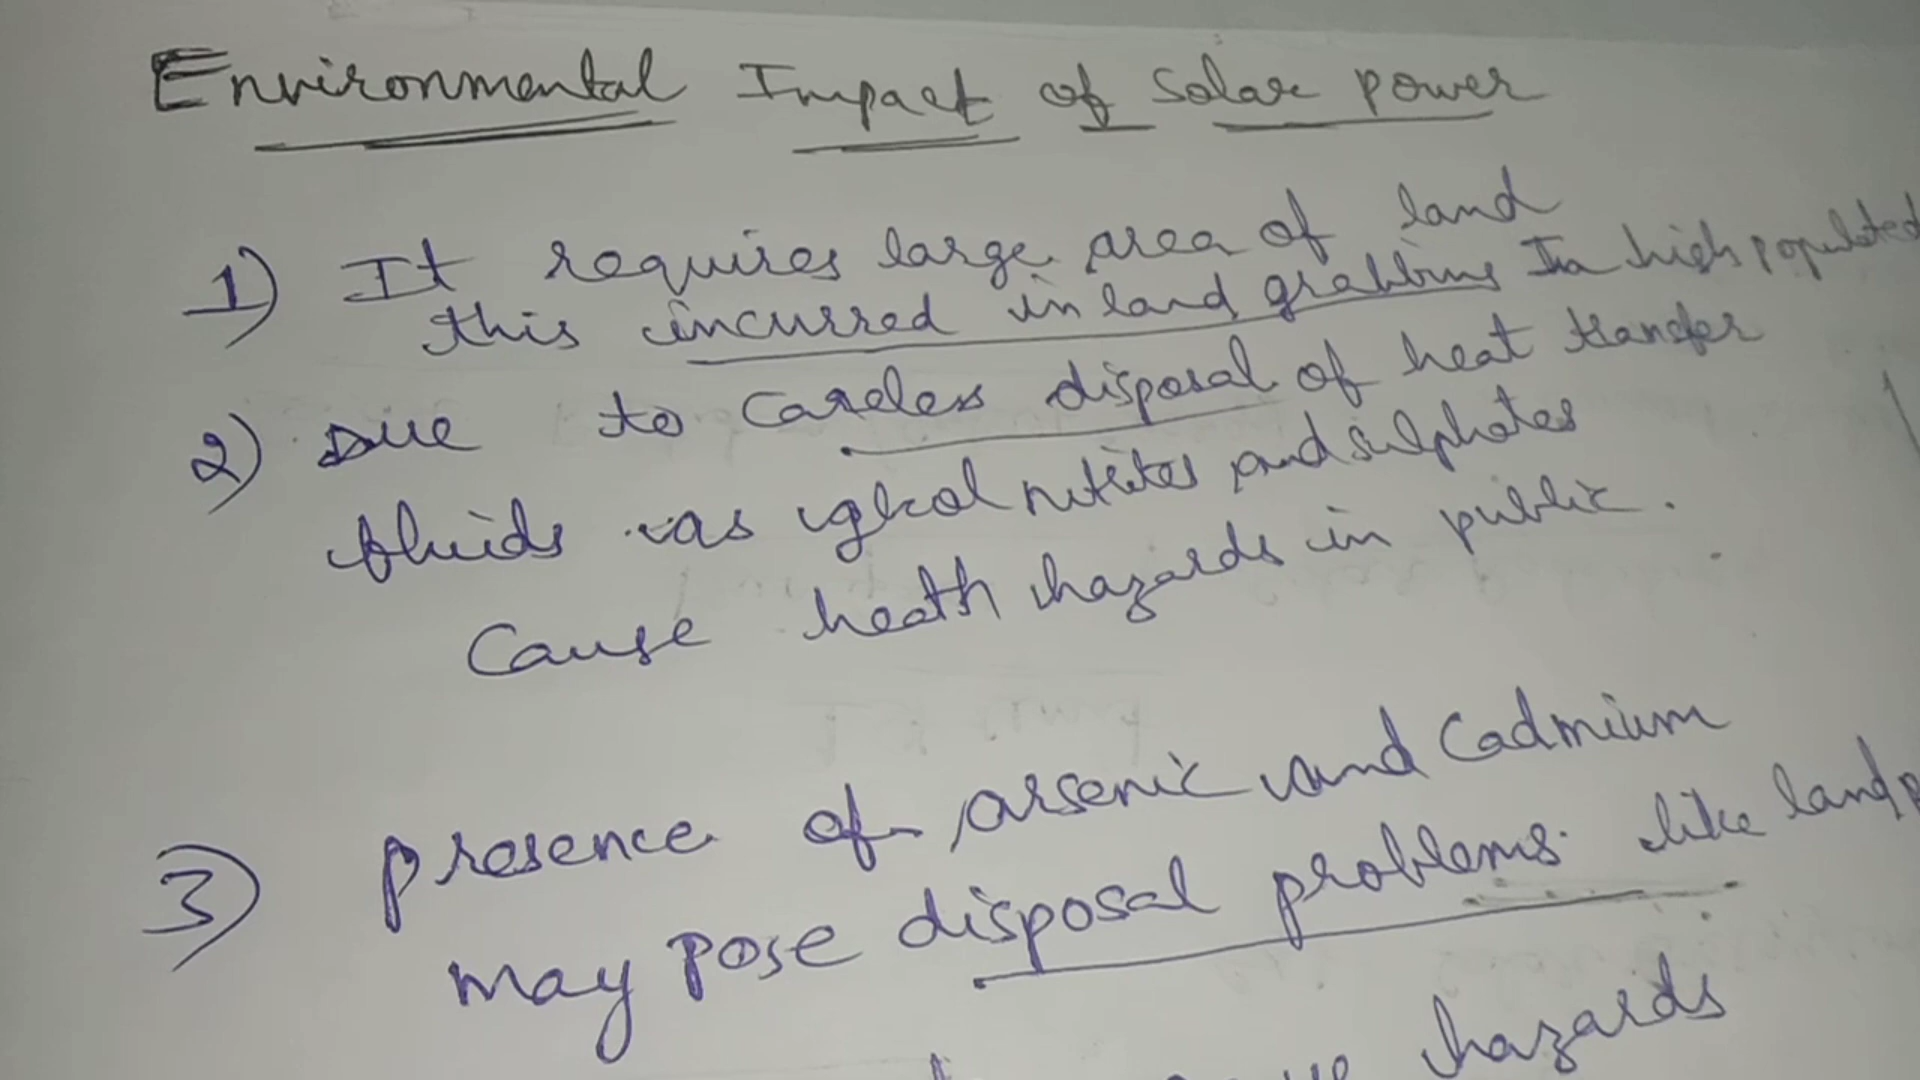 Environmental Impact of Solar power
1) It requires large area of land
this incurred in land grabbing In high populated
2) Due to careless disposal of heat transfer
fluids as glycol nitrites and sulphates
Cause heath hazards in public.
3) presence of arsenic and Cadmium
may pose disposal problems. like land
hazards